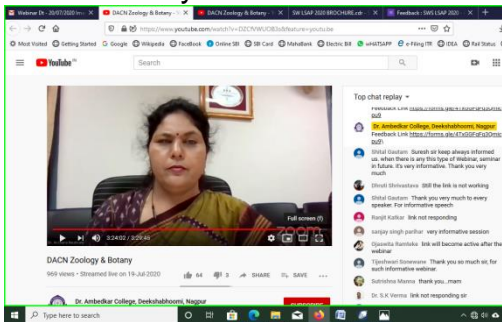 Webinar Dr - 20/07/2020 Im
DACN Zoology & Botany - Y
DACN Zoology & Botany - Y
SW LSAP 2020 BROCHURE.cdr
Feedback - SWS LSAP 2020
https://www.youtube.com/watch?v=
Most Visited Getting Started Google Wikipedia FaceBook Online SBI SBI Card MahaBank Electric Bill wHATSAPP e-Filing ITR IDEA Rail Status
YouTube
Search
Top chat replay
Feedback Link
Dr. Ambedkar College, Deekshabhoomi, Nagpur
Feedback Link
Shital Gautam Suresh sir keep always informed
us. when there is any this type of Webinar, seminar
in future. It's very informative. Thank you very
much
Dhruti Shrivastava Still the link is not working
Shital Gautam Thank you very much to every
speaker. For informative speech
Ranjit Katkar link not responding
sanjay singh parihar very informative session
Ojaswita Ramteke link will become active after the
webinar
Tijeshwari Sonewane Thank you so much sir, for
such informative webinar
Sutrishna Manna thank you...mam
Dr. S.K Verma link not responding sir
Full screen (f)
3:24:02 / 3:29:45
zoom
DACN Zoology & Botany
969 views • Streamed live on 19-Jul-2020
64 3 SHARE SAVE
Dr. Ambedkar College, Deekshabhoomi, Nagpur
SUBSCRIBE
Type here to search